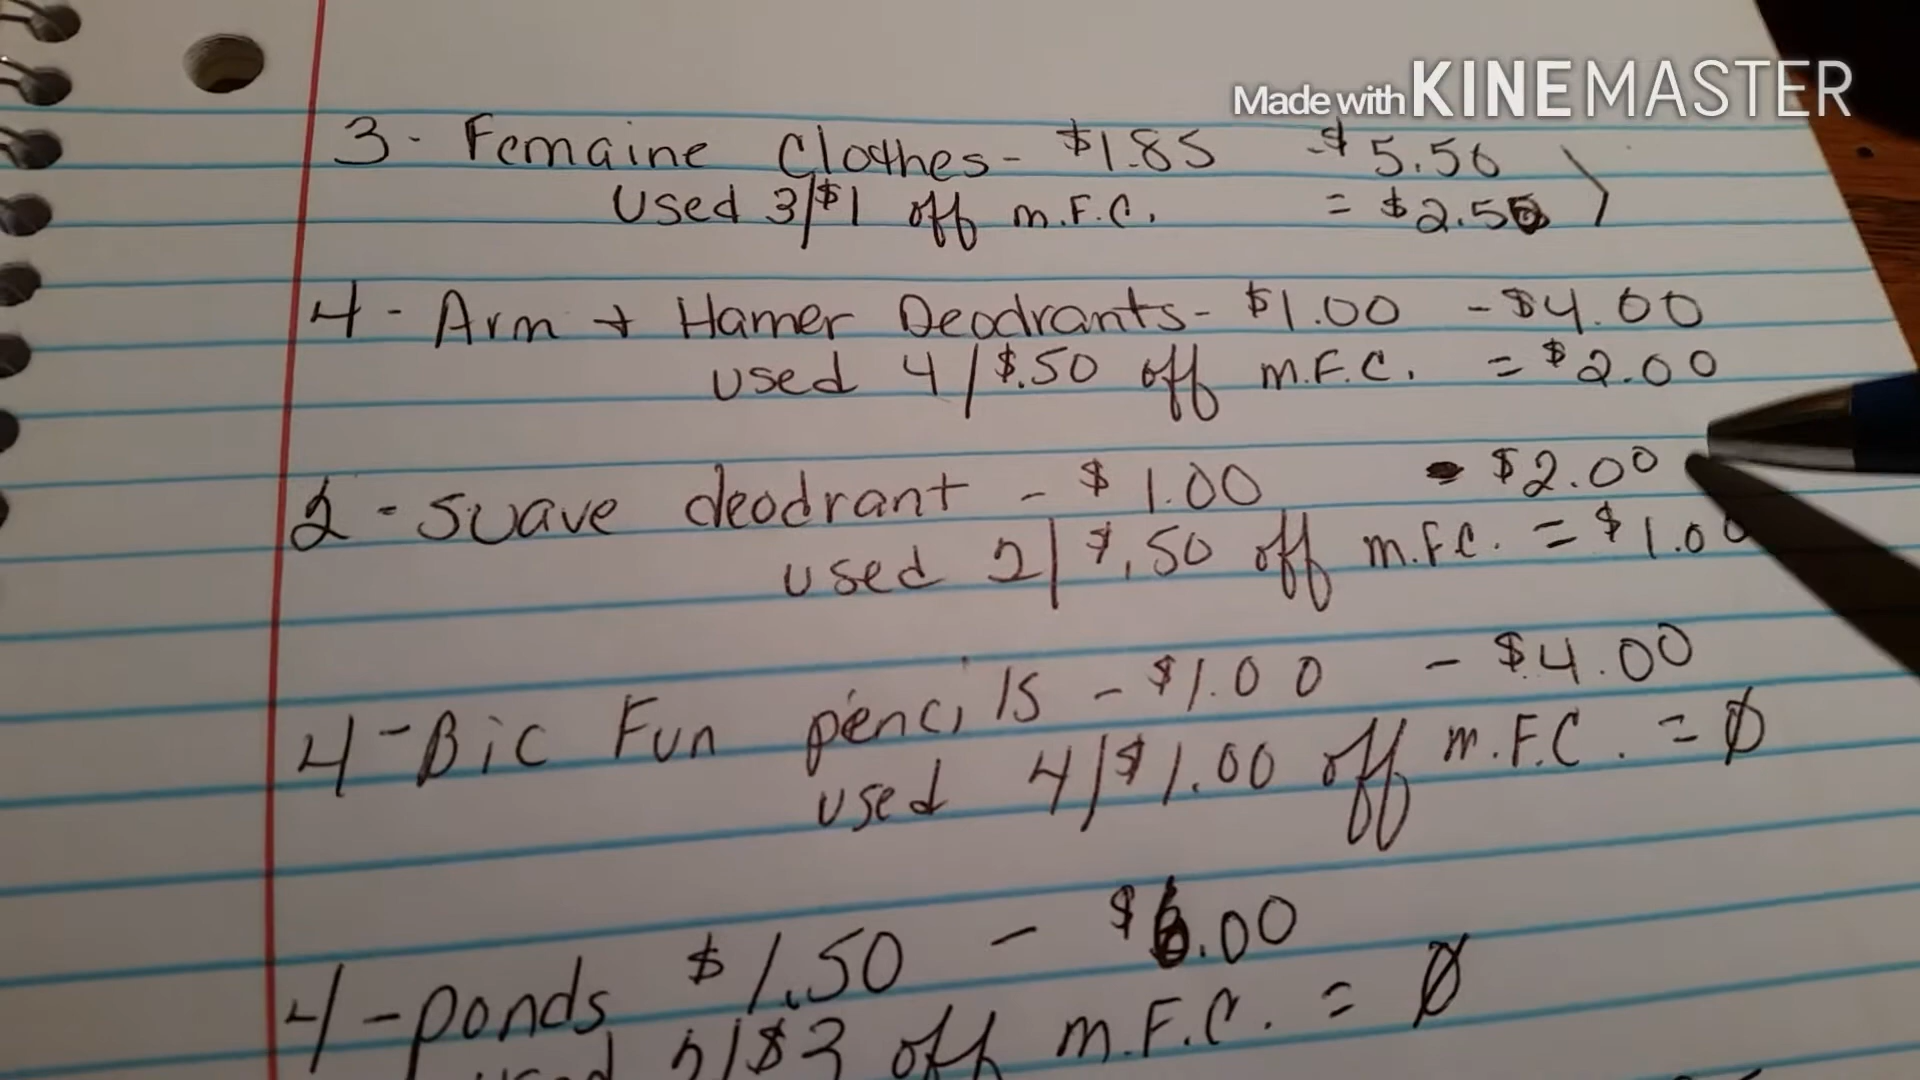 Made with KINEMASTER
3 - Femaine Clothes - $1.85 - $5.56
Used 3/$1 off m.F.C. = $2.56
4 - Arm + Hamer Deodrants - $1.00 - $4.00
used 4/$.50 off m.F.C. = $2.00
2 - Suave deodrant - $1.00 - $2.00
used 2/$.50 off m.F.C. = $1.00
4 - Bic Fun pencils - $1.00 - $4.00
used 4/$1.00 off m.F.C. = Ø
4 - ponds $1.50 - $6.00
used 2/$3 off m.F.C. = Ø